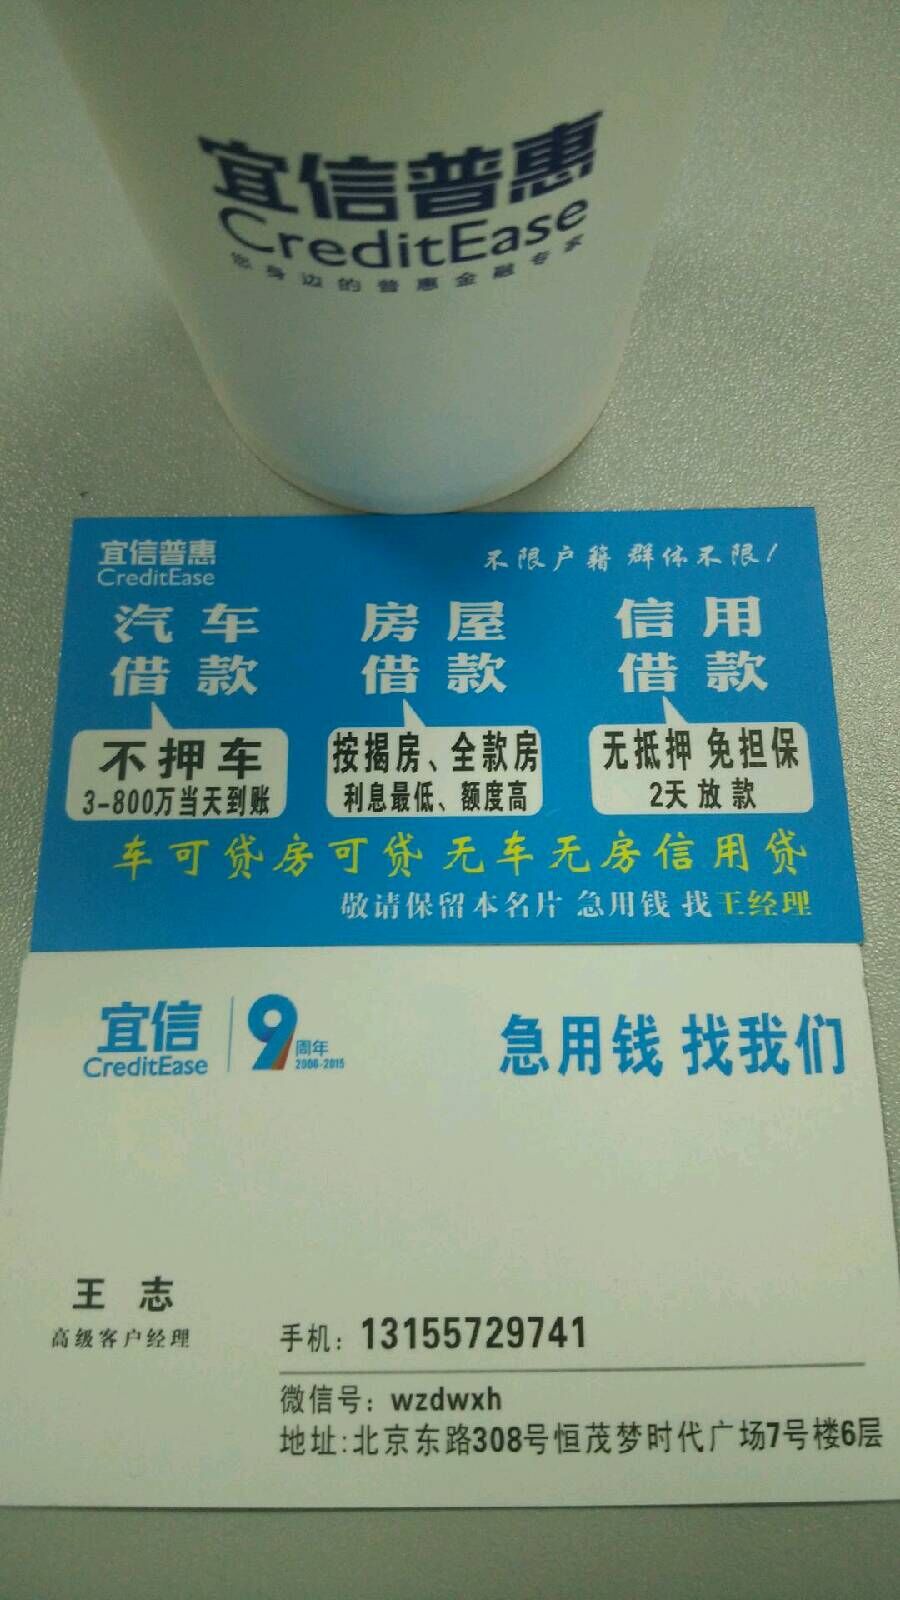 宜信普惠
CreditEase
您身边的普惠金融专家
宜信普惠
CreditEase
不限户籍 群体不限！
汽车
借款
房屋
借款
信用
借款
不押车
3-800万当天到账
按揭房、全款房
利息最低、额度高
无抵押 免担保
2天放款
车可贷房可贷无车无房信用贷
敬请保留本名片 急用钱 找王经理
宜信
CreditEase
9周年
2006-2015
急用钱 找我们
王 志
高级客户经理
手机：13155729741
微信号：wzdwxh
地址:北京东路308号恒茂梦时代广场7号楼6层